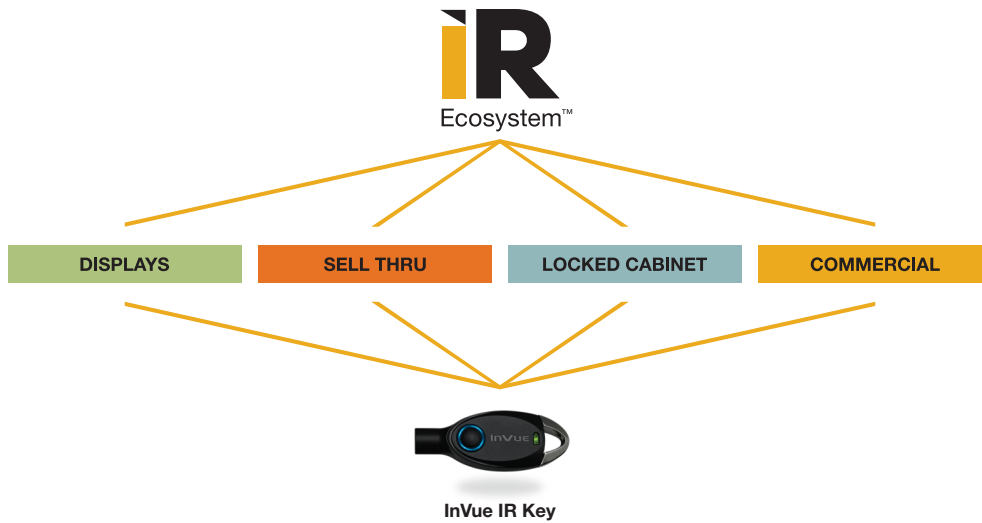 iR
Ecosystem™
DISPLAYS
SELL THRU
LOCKED CABINET
COMMERCIAL
INVUE
InVue IR Key